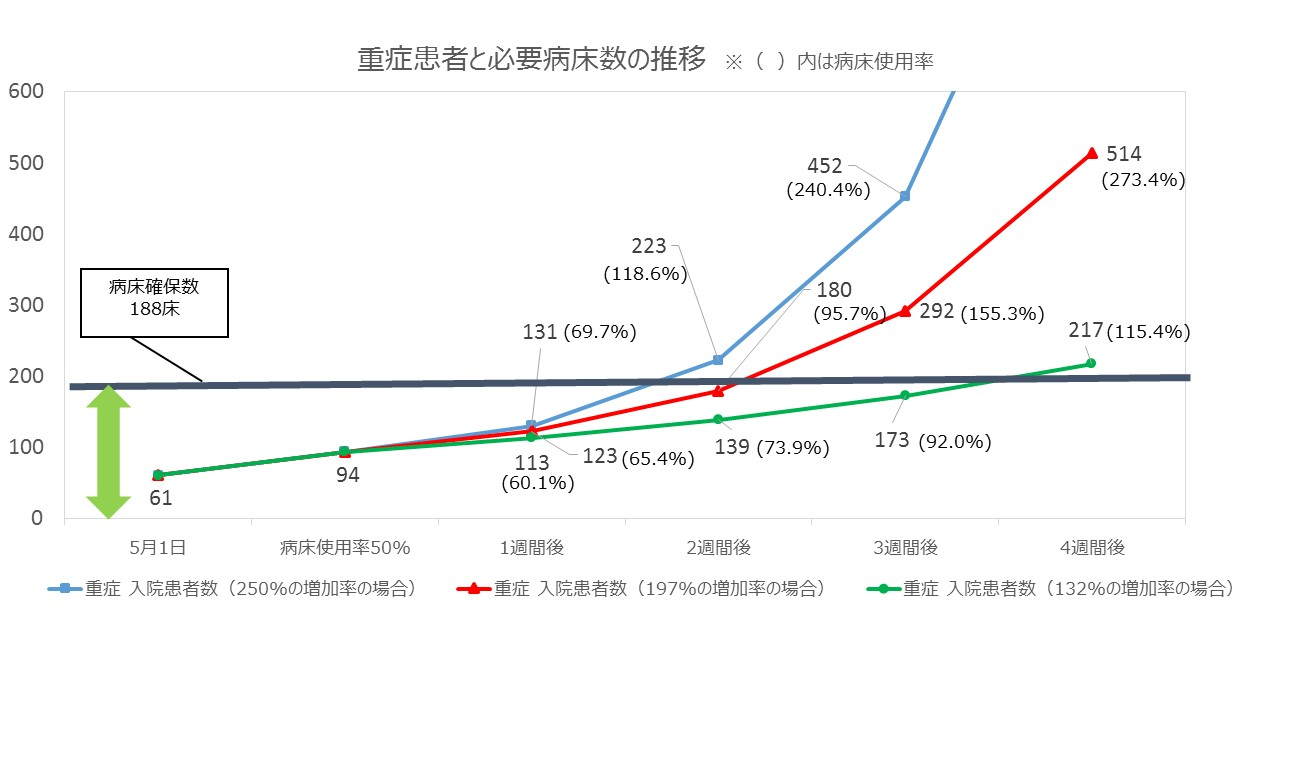 重症患者と必要病床数の推移 ※（ ）内は病床使用率
600
500
400
300
200
100
0
病床確保数
188床
452
(240.4%)
514
(273.4%)
223
(118.6%)
180
(95.7%)
292 (155.3%)
131 (69.7%)
217 (115.4%)
61
94
113
(60.1%)
123 (65.4%)
139 (73.9%)
173 (92.0%)
5月1日
病床使用率50%
1週間後
2週間後
3週間後
4週間後
重症 入院患者数（250%の増加率の場合）
重症 入院患者数（197%の増加率の場合）
重症 入院患者数（132%の増加率の場合）